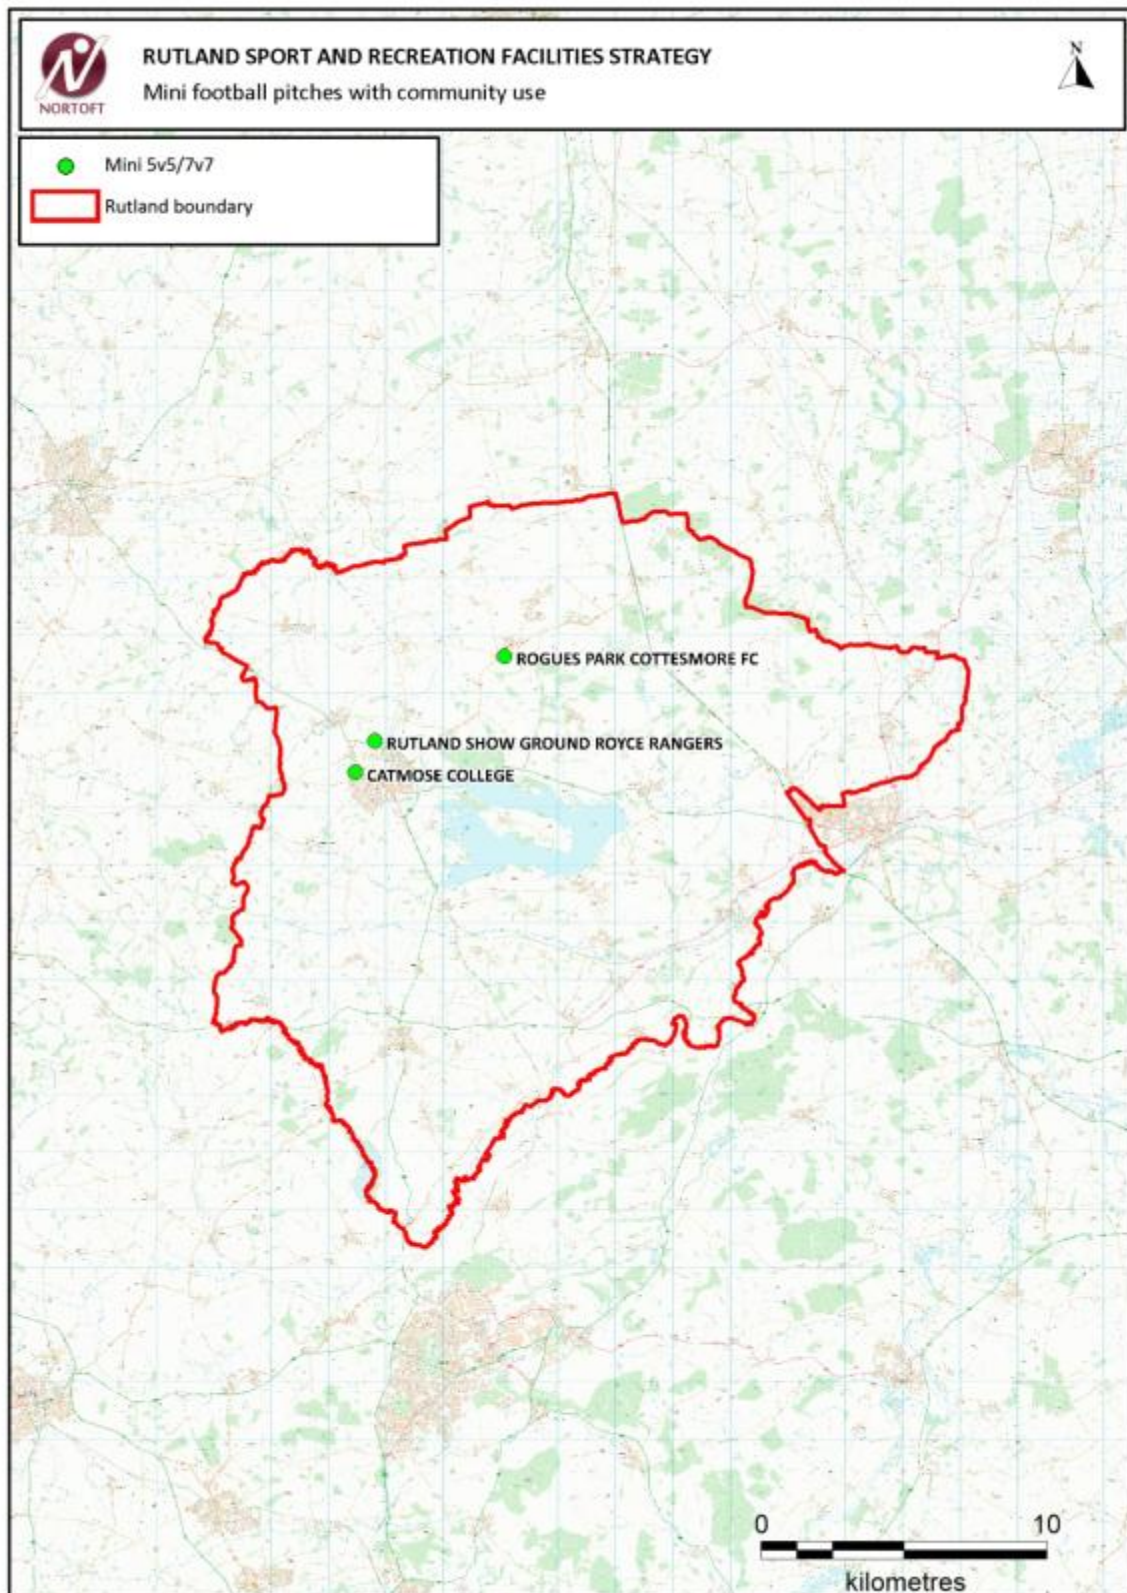 RUTLAND SPORT AND RECREATION FACILITIES STRATEGY
Mini football pitches with community use
N
NORTOFT
Mini 5v5/7v7
Rutland boundary
ROGUES PARK COTTESMORE FC
RUTLAND SHOW GROUND ROYCE RANGERS
CATMOSE COLLEGE
0 10
kilometres